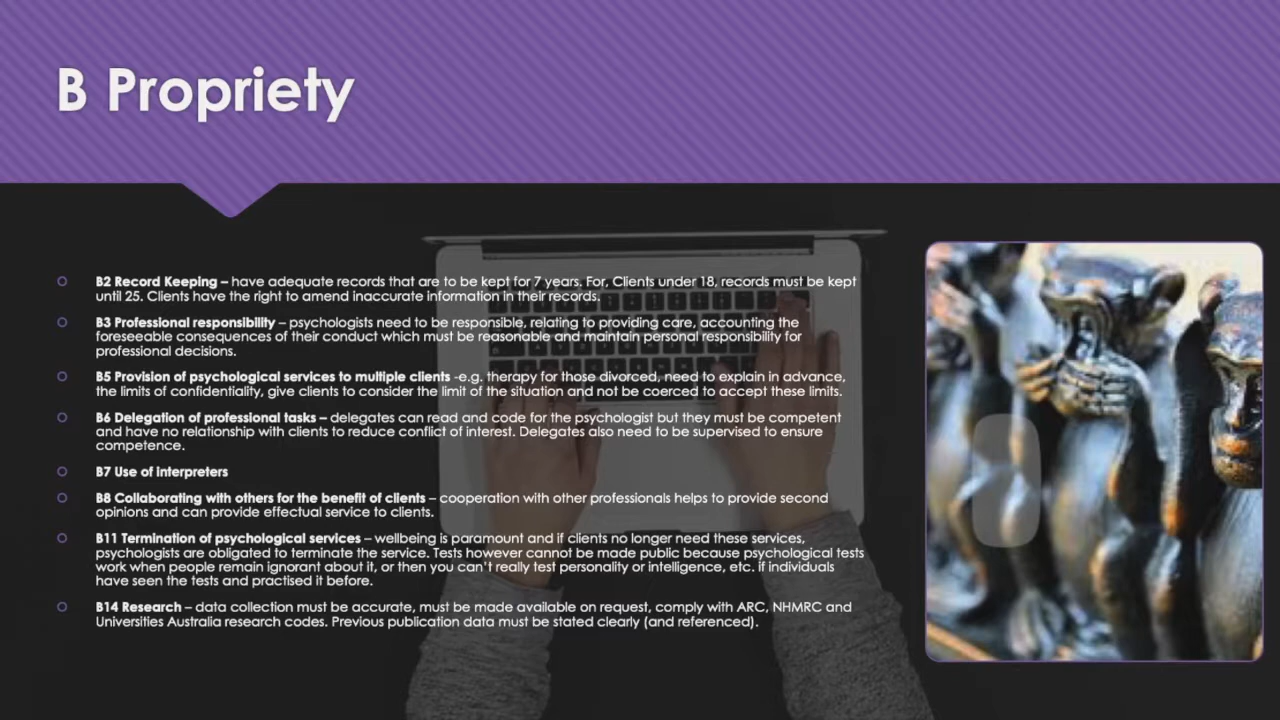 B Propriety
B2 Record Keeping – have adequate records that are to be kept for 7 years. For, Clients under 18, records must be kept
until 25. Clients have the right to amend inaccurate information in their records.
B3 Professional responsibility – psychologists need to be responsible, relating to providing care, accounting the
foreseeable consequences of their conduct which must be reasonable and maintain personal responsibility for
professional decisions.
B5 Provision of psychological services to multiple clients -e.g. therapy for those divorced, need to explain in advance,
the limits of confidentiality, give clients to consider the limit of the situation and not be coerced to accept these limits.
B6 Delegation of professional tasks – delegates can read and code for the psychologist but they must be competent
and have no relationship with clients to reduce conflict of interest. Delegates also need to be supervised to ensure
competence.
B7 Use of interpreters
B8 Collaborating with others for the benefit of clients – cooperation with other professionals helps to provide second
opinions and can provide effectual service to clients.
B11 Termination of psychological services – wellbeing is paramount and if clients no longer need these services,
psychologists are obligated to terminate the service. Tests however cannot be made public because psychological tests
work when people remain ignorant about it, or then you can't really test personality or intelligence, etc. if individuals
have seen the tests and practised it before.
B14 Research – data collection must be accurate, must be made available on request, comply with ARC, NHMRC and
Universities Australia research codes. Previous publication data must be stated clearly (and referenced).